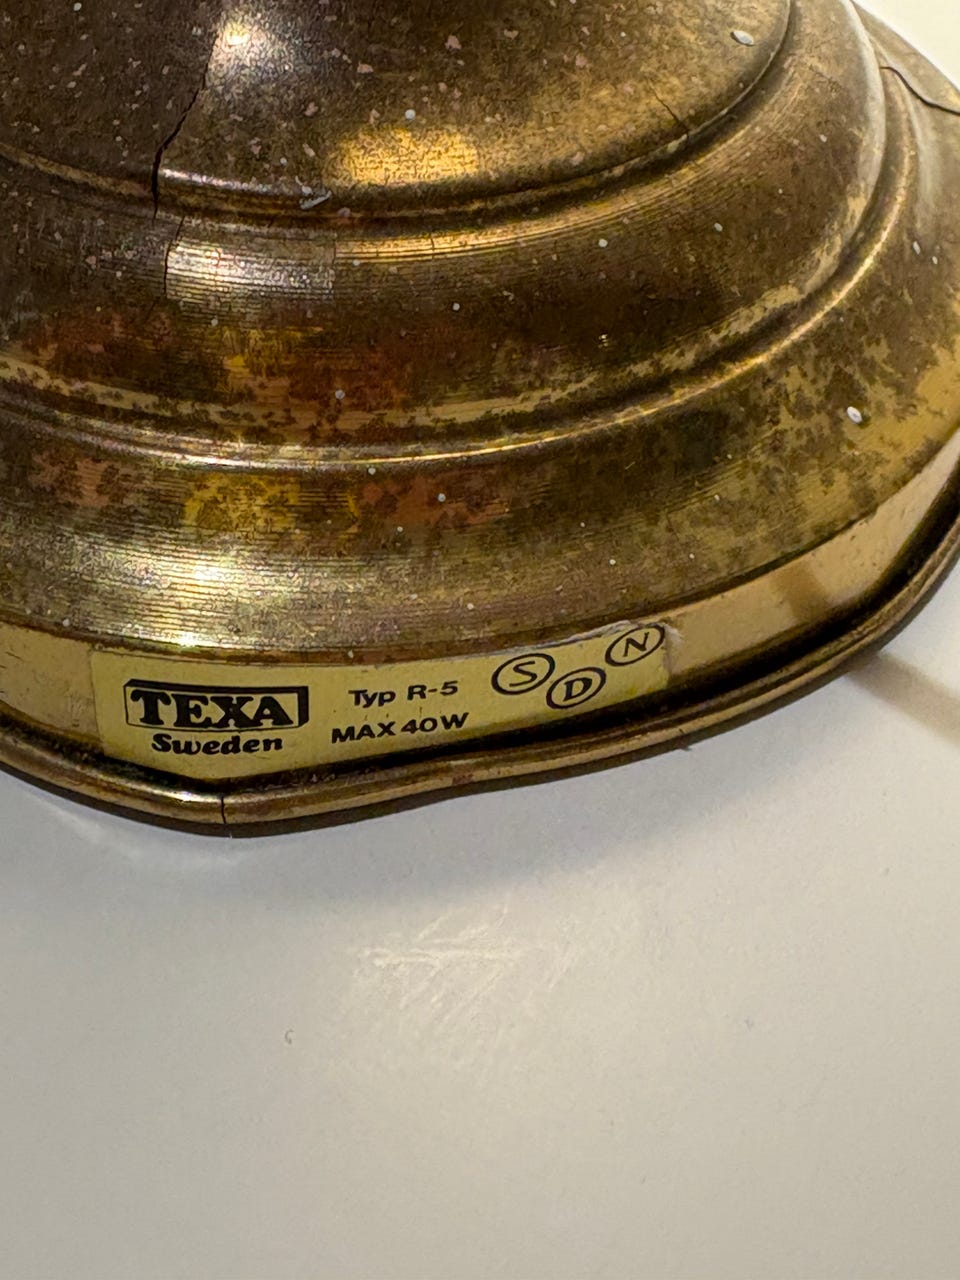 TEXA
Sweden
Typ R-5
MAX 40W
S D N